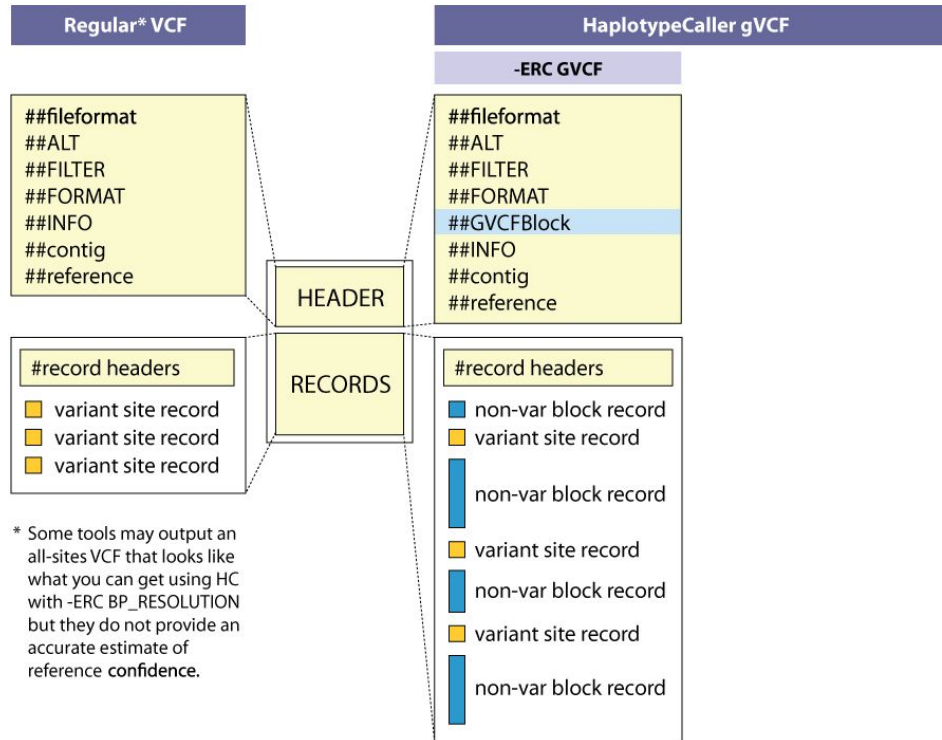 Regular* VCF
##fileformat
##ALT
##FILTER
##FORMAT
##INFO
##contig
##reference
#record headers
variant site record
variant site record
variant site record
* Some tools may output an
all-sites VCF that looks like
what you can get using HC
with -ERC BP_RESOLUTION
but they do not provide an
accurate estimate of
reference confidence.
HEADER
RECORDS
HaplotypeCaller gVCF
-ERC GVCF
##fileformat
##ALT
##FILTER
##FORMAT
##GVCFBlock
##INFO
##contig
##reference
#record headers
non-var block record
variant site record
non-var block record
variant site record
non-var block record
variant site record
non-var block record